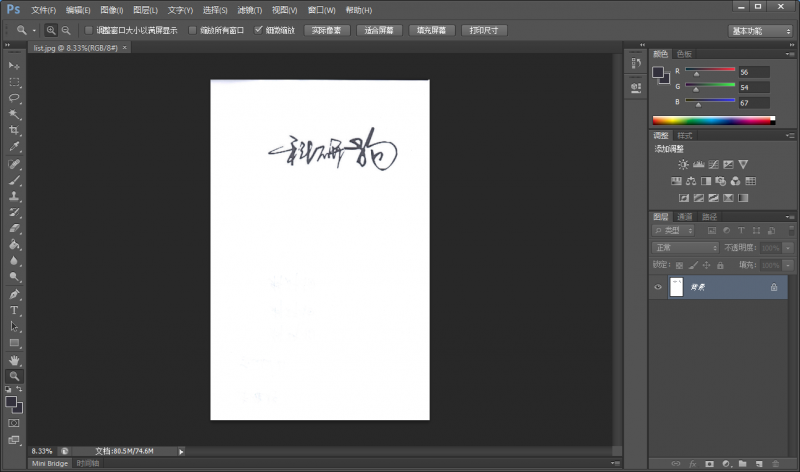 Ps 文件(F) 编辑(E) 图像(I) 图层(L) 文字(Y) 选择(S) 滤镜(T) 视图(V) 窗口(W) 帮助(H)
调整窗口大小以满屏显示 缩放所有窗口 细微缩放 实际像素 适合屏幕 填充屏幕 打印尺寸 基本功能
list.jpg @ 8.33%(RGB/8#) ×
颜色 色板
R 56
G 54
B 67
调整 样式
添加调整
图层 通道 路径
类型
正常 不透明度: 100%
锁定: 填充: 100%
背景
科研狗
8.33% 文档:80.5M/74.6M
Mini Bridge 时间轴